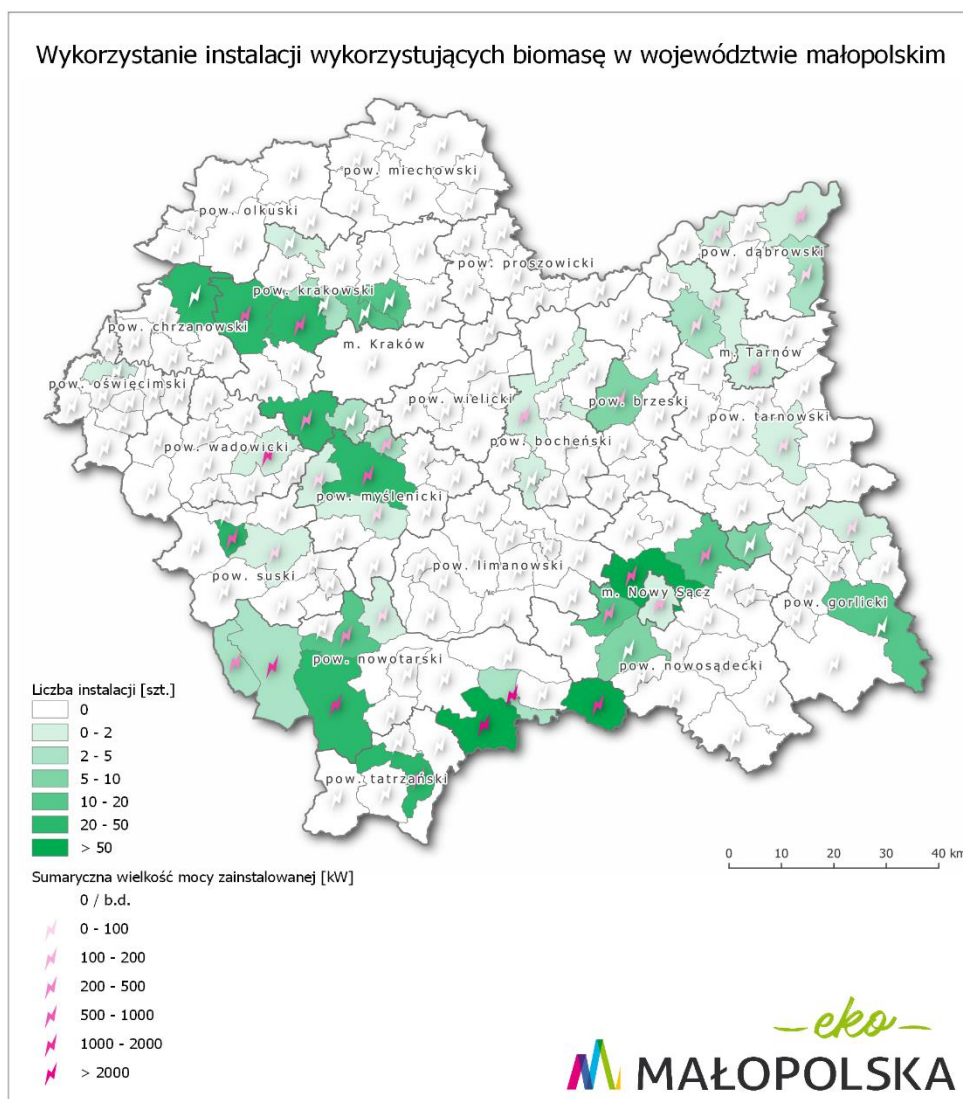 Wykorzystanie instalacji wykorzystujących biomasę w województwie małopolskim
pow. miechowski
pow. olkuski
pow. dąbrowski
pow. proszowicki
pow. krakowski
pow. chrzanowski
m. Kraków
m. Tarnów
pow. oświęcimski
pow. wielicki
pow. brzeski
pow. tarnowski
pow. bocheński
pow. wadowicki
pow. myślenicki
pow. limanowski
pow. suski
m. Nowy Sącz
pow. gorlicki
pow. nowotarski
pow. nowosądecki
pow. tatrzański
Liczba instalacji [szt.]
0
0 - 2
2 - 5
5 - 10
10 - 20
20 - 50
> 50
0 10 20 30 40 km
Sumaryczna wielkość mocy zainstalowanej [kW]
0 / b.d.
0 - 100
100 - 200
200 - 500
500 - 1000
1000 - 2000
> 2000
eko
MAŁOPOLSKA